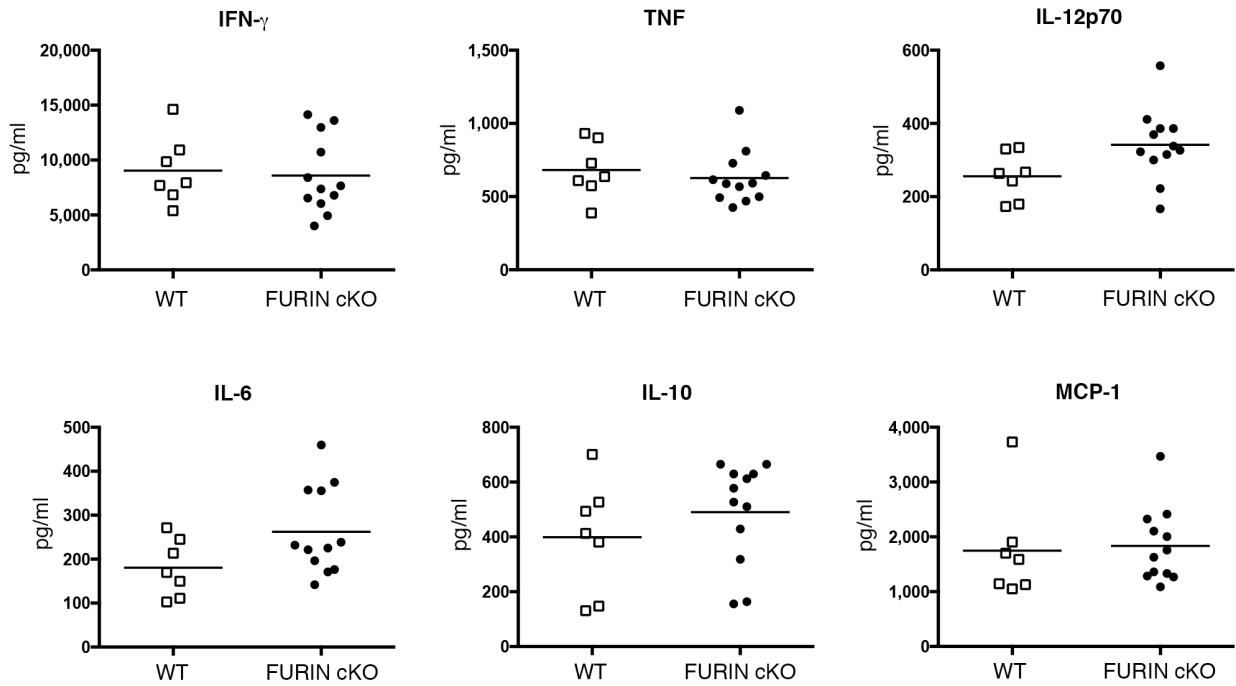 IFN-γ
TNF
IL-12p70
20,000
15,000
10,000
5,000
0
pg/ml
WT
FURIN cKO
1,500
1,000
500
0
pg/ml
WT
FURIN cKO
600
400
200
0
pg/ml
WT
FURIN cKO
IL-6
IL-10
MCP-1
500
400
300
200
100
0
pg/ml
WT
FURIN cKO
800
600
400
200
0
pg/ml
WT
FURIN cKO
4,000
3,000
2,000
1,000
0
pg/ml
WT
FURIN cKO